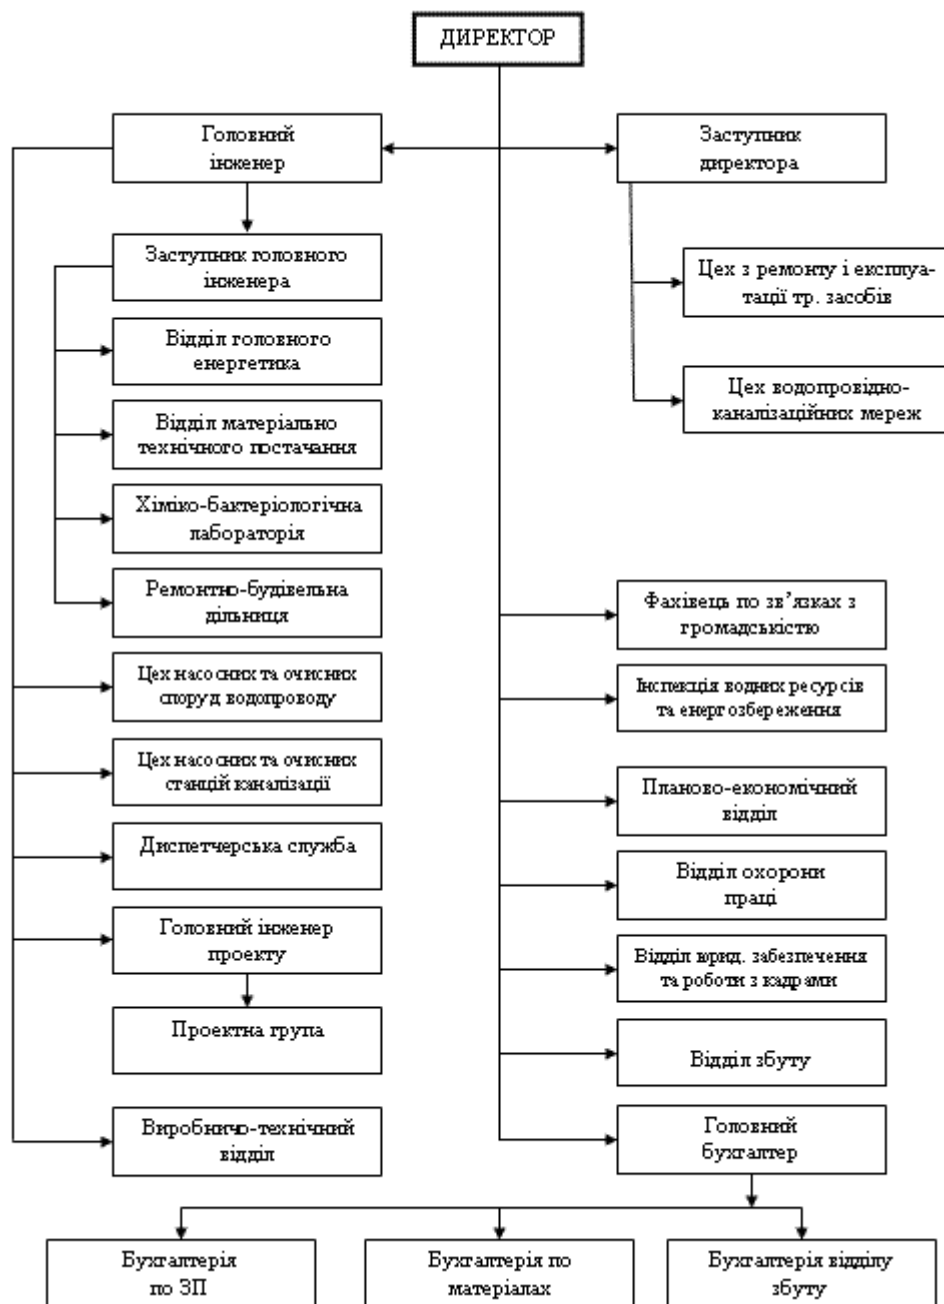 ДИРЕКТОР
Головний
інженер
Заступник
директора
Заступник головного
інженера
Цех з ремонту і експлуа-
тації тр. засобів
Відділ головного
енергетика
Цех водопровідно-
каналізаційних мереж
Відділ матеріально
технічного постачання
Хіміко-бактеріологічна
лабораторія
Ремонтно-будівельна
дільниця
Фахівець по зв’язках з
громадськістю
Цех насосних та очисних
споруд водопроводу
Інспекція водних ресурсів
та енергозбереження
Цех насосних та очисних
станцій каналізації
Планово-економічний
відділ
Диспетчерська служба
Відділ охорони
праці
Головний інженер
проекту
Відділ юрид. забезпечення
та роботи з кадрами
Проектна група
Відділ збуту
Виробничо-технічний
відділ
Головний
бухгалтер
Бухгалтерія
по ЗП
Бухгалтерія по
матеріалах
Бухгалтерія відділу
збуту